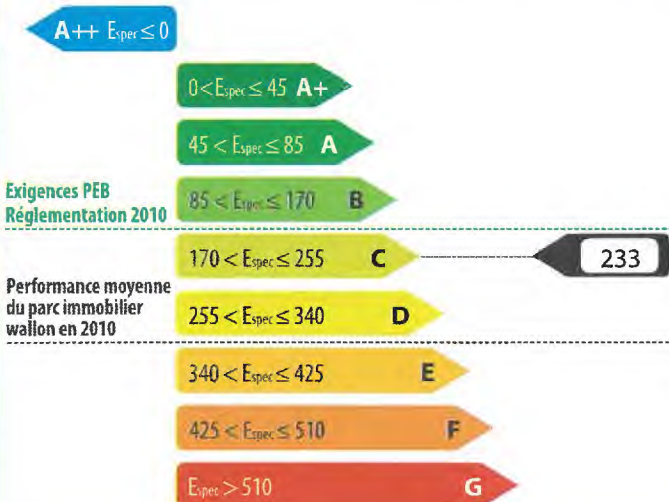 A++ Espec ≤ 0
0 < Espec ≤ 45 A+
45 < Espec ≤ 85 A
Exigences PEB
Réglementation 2010
85 < Espec ≤ 170 B
170 < Espec ≤ 255 C
233
Performance moyenne
du parc immobilier
wallon en 2010
255 < Espec ≤ 340 D
340 < Espec ≤ 425 E
425 < Espec ≤ 510 F
Espec > 510 G